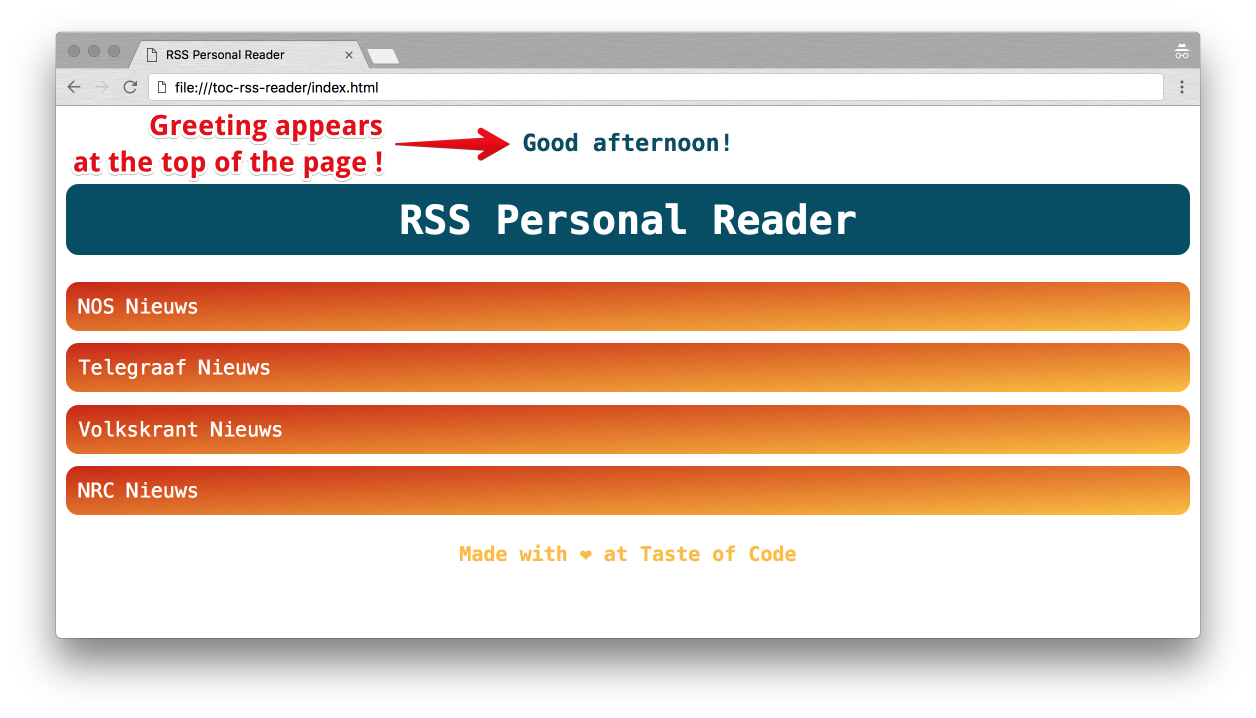 RSS Personal Reader
file:///toc-rss-reader/index.html
Greeting appears
at the top of the page !
Good afternoon!
RSS Personal Reader
NOS Nieuws
Telegraaf Nieuws
Volkskrant Nieuws
NRC Nieuws
Made with ❤ at Taste of Code